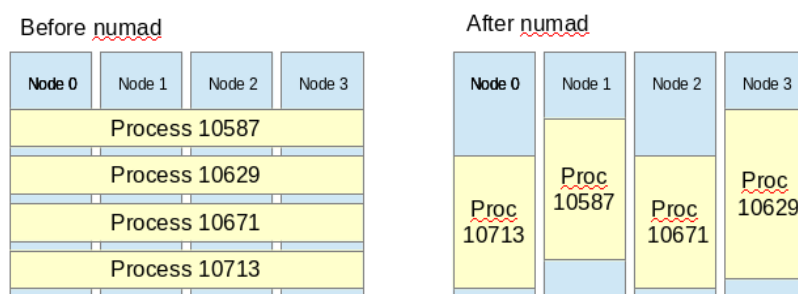 Before numad
Node 0 Node 1 Node 2 Node 3
Process 10587
Process 10629
Process 10671
Process 10713
After numad
Node 0 Node 1 Node 2 Node 3
Proc
10713
Proc
10587
Proc
10671
Proc
10629